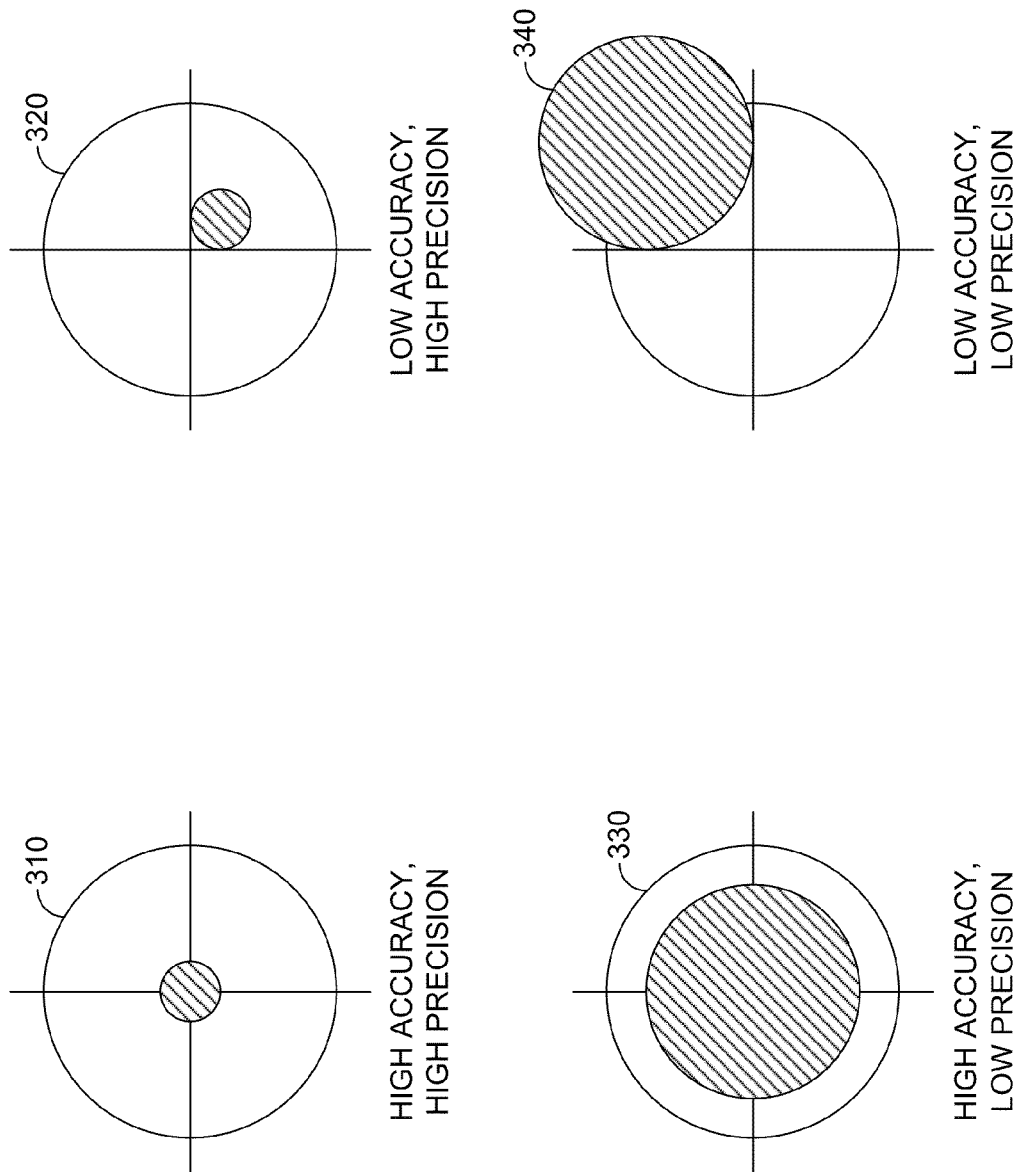 310
HIGH ACCURACY,
HIGH PRECISION
320
LOW ACCURACY,
HIGH PRECISION
330
HIGH ACCURACY,
LOW PRECISION
340
LOW ACCURACY,
LOW PRECISION